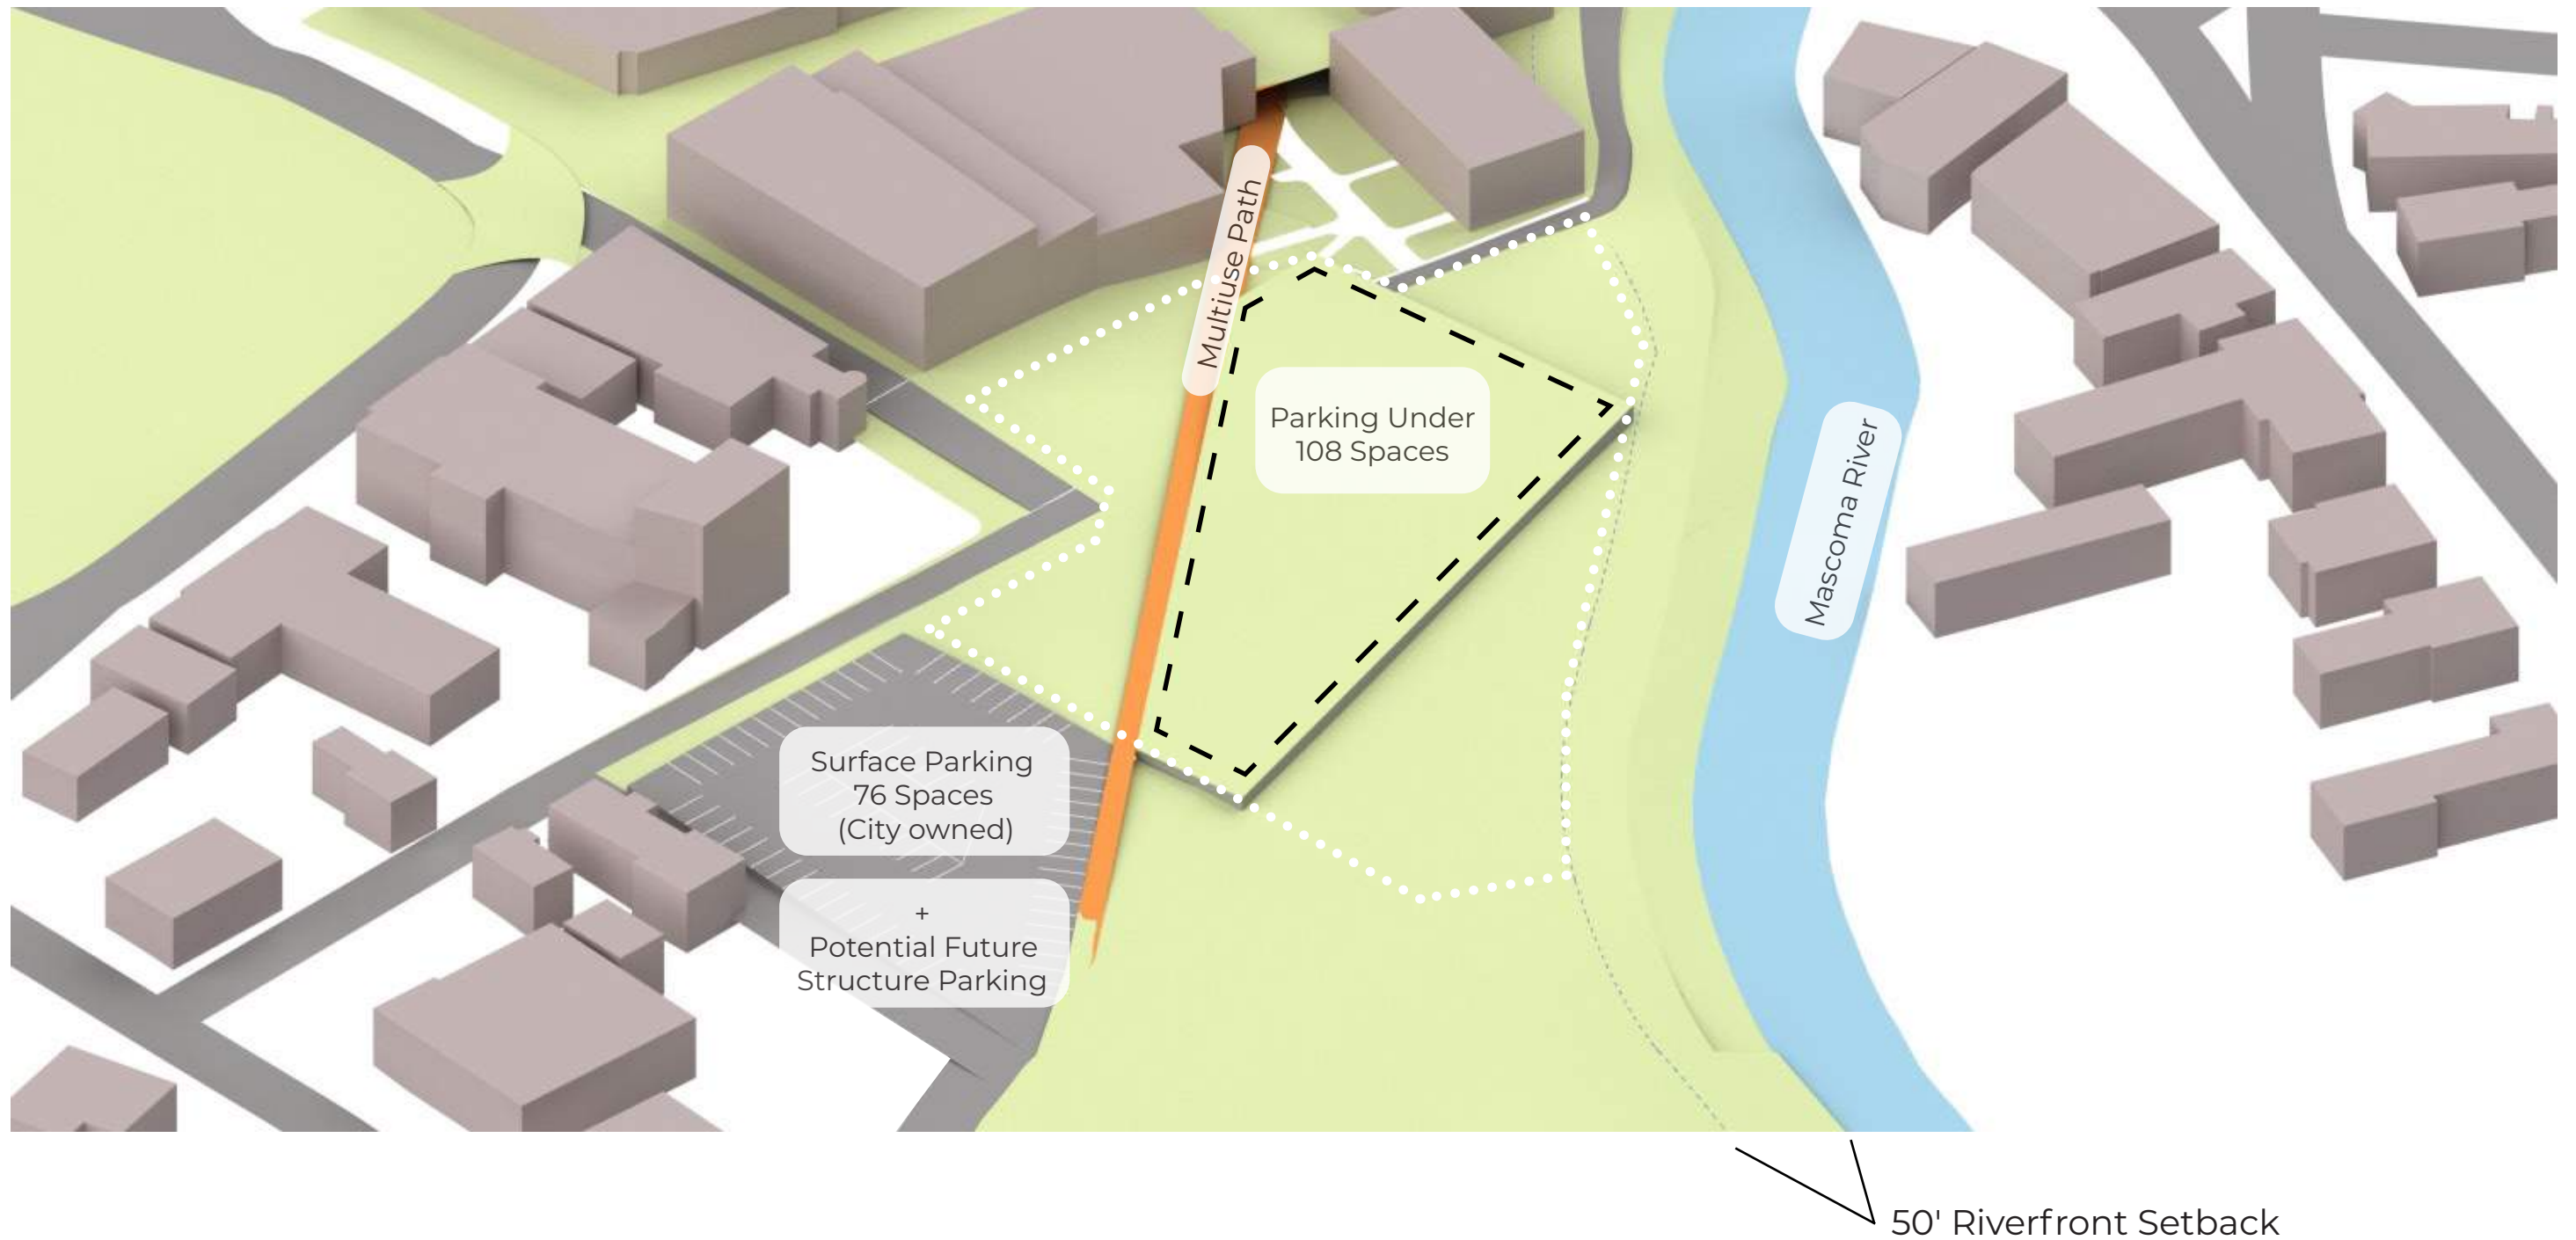 Multiuse Path
Parking Under
108 Spaces
Mascoma River
Surface Parking
76 Spaces
(City owned)
+
Potential Future
Structure Parking
50' Riverfront Setback